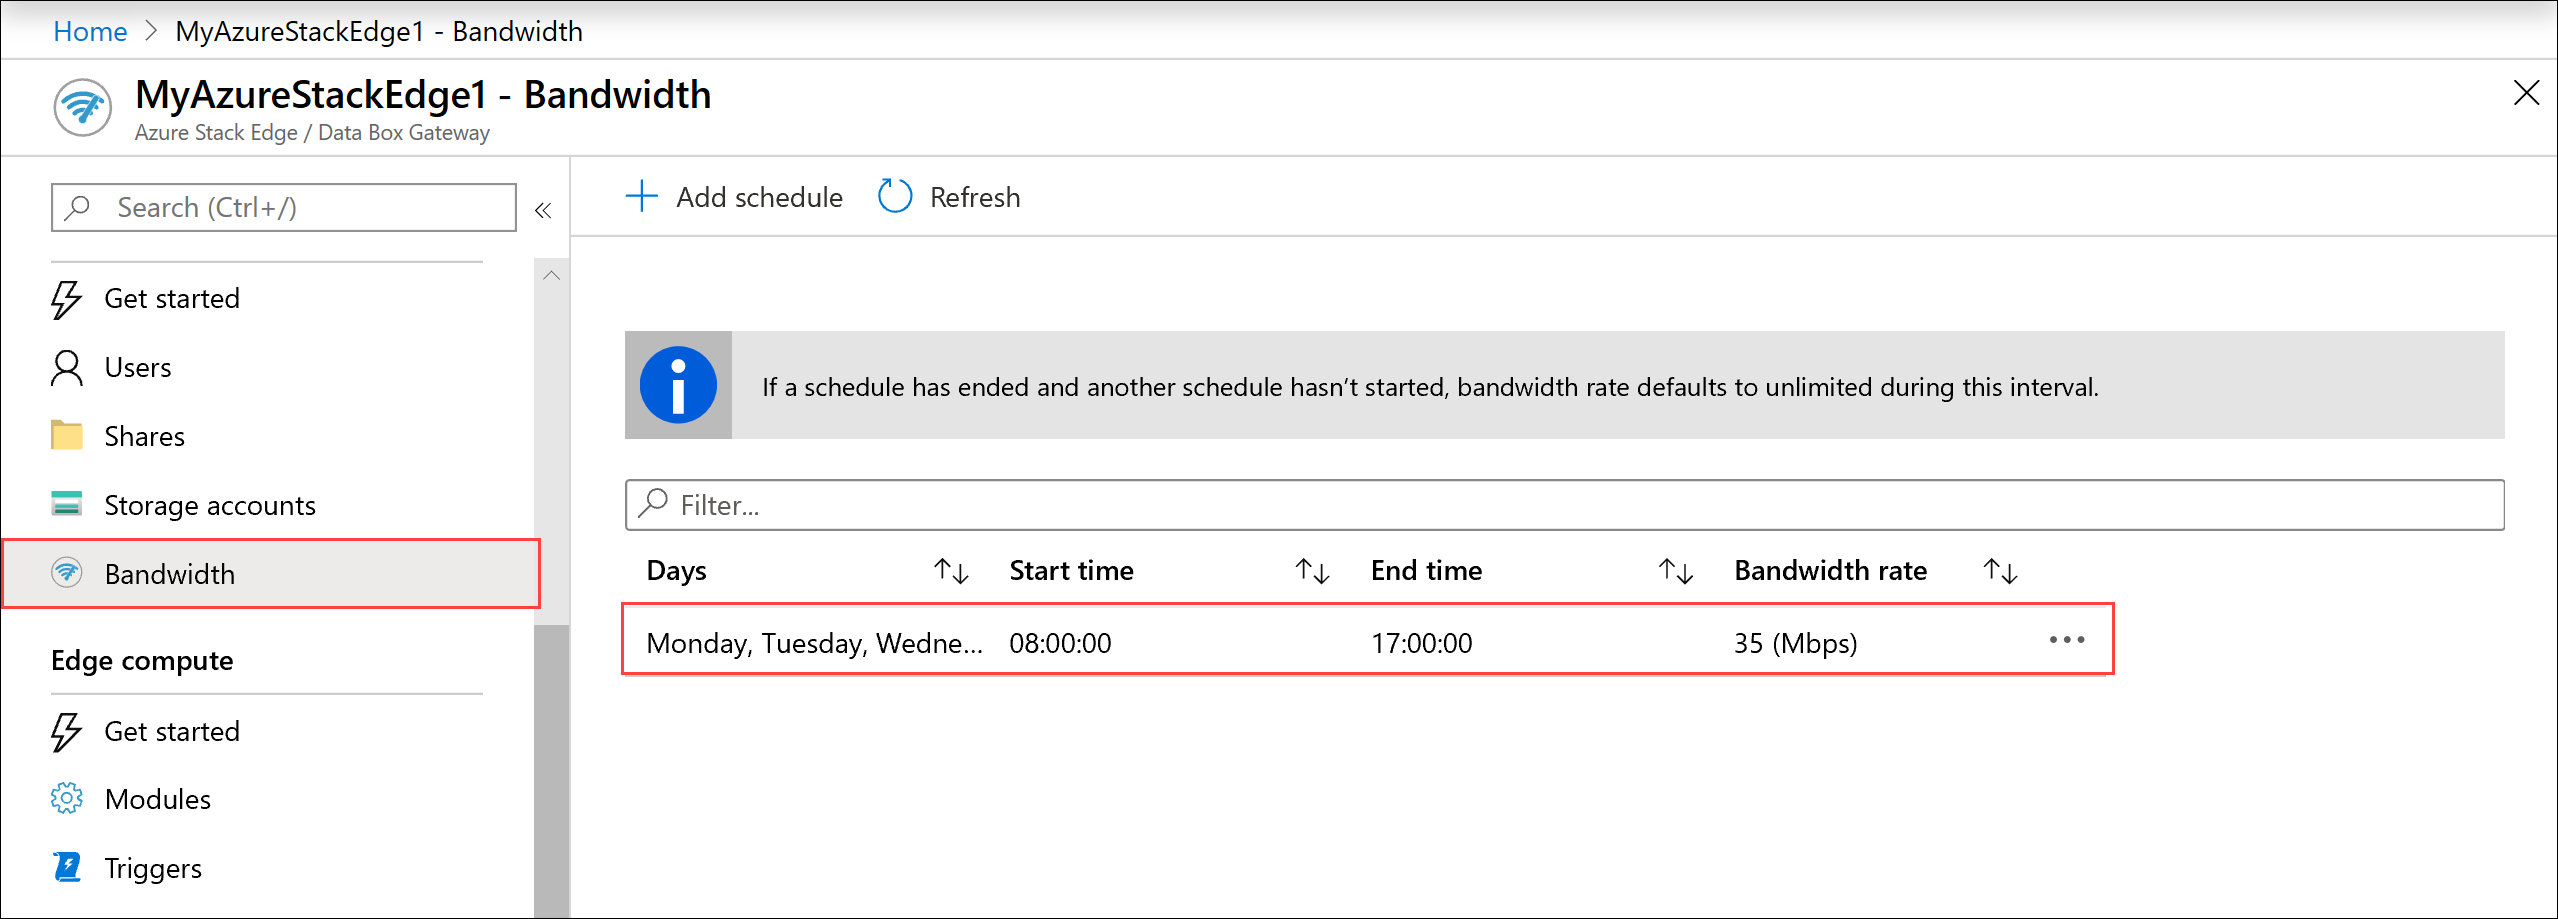 Home > MyAzureStackEdge1 - Bandwidth
MyAzureStackEdge1 - Bandwidth
Azure Stack Edge / Data Box Gateway
Search (Ctrl+/)
Get started
Users
Shares
Storage accounts
Bandwidth
Edge compute
Get started
Modules
Triggers
Add schedule Refresh
If a schedule has ended and another schedule hasn't started, bandwidth rate defaults to unlimited during this interval.
Filter...
Days Start time End time Bandwidth rate
Monday, Tuesday, Wedne... 08:00:00 17:00:00 35 (Mbps)